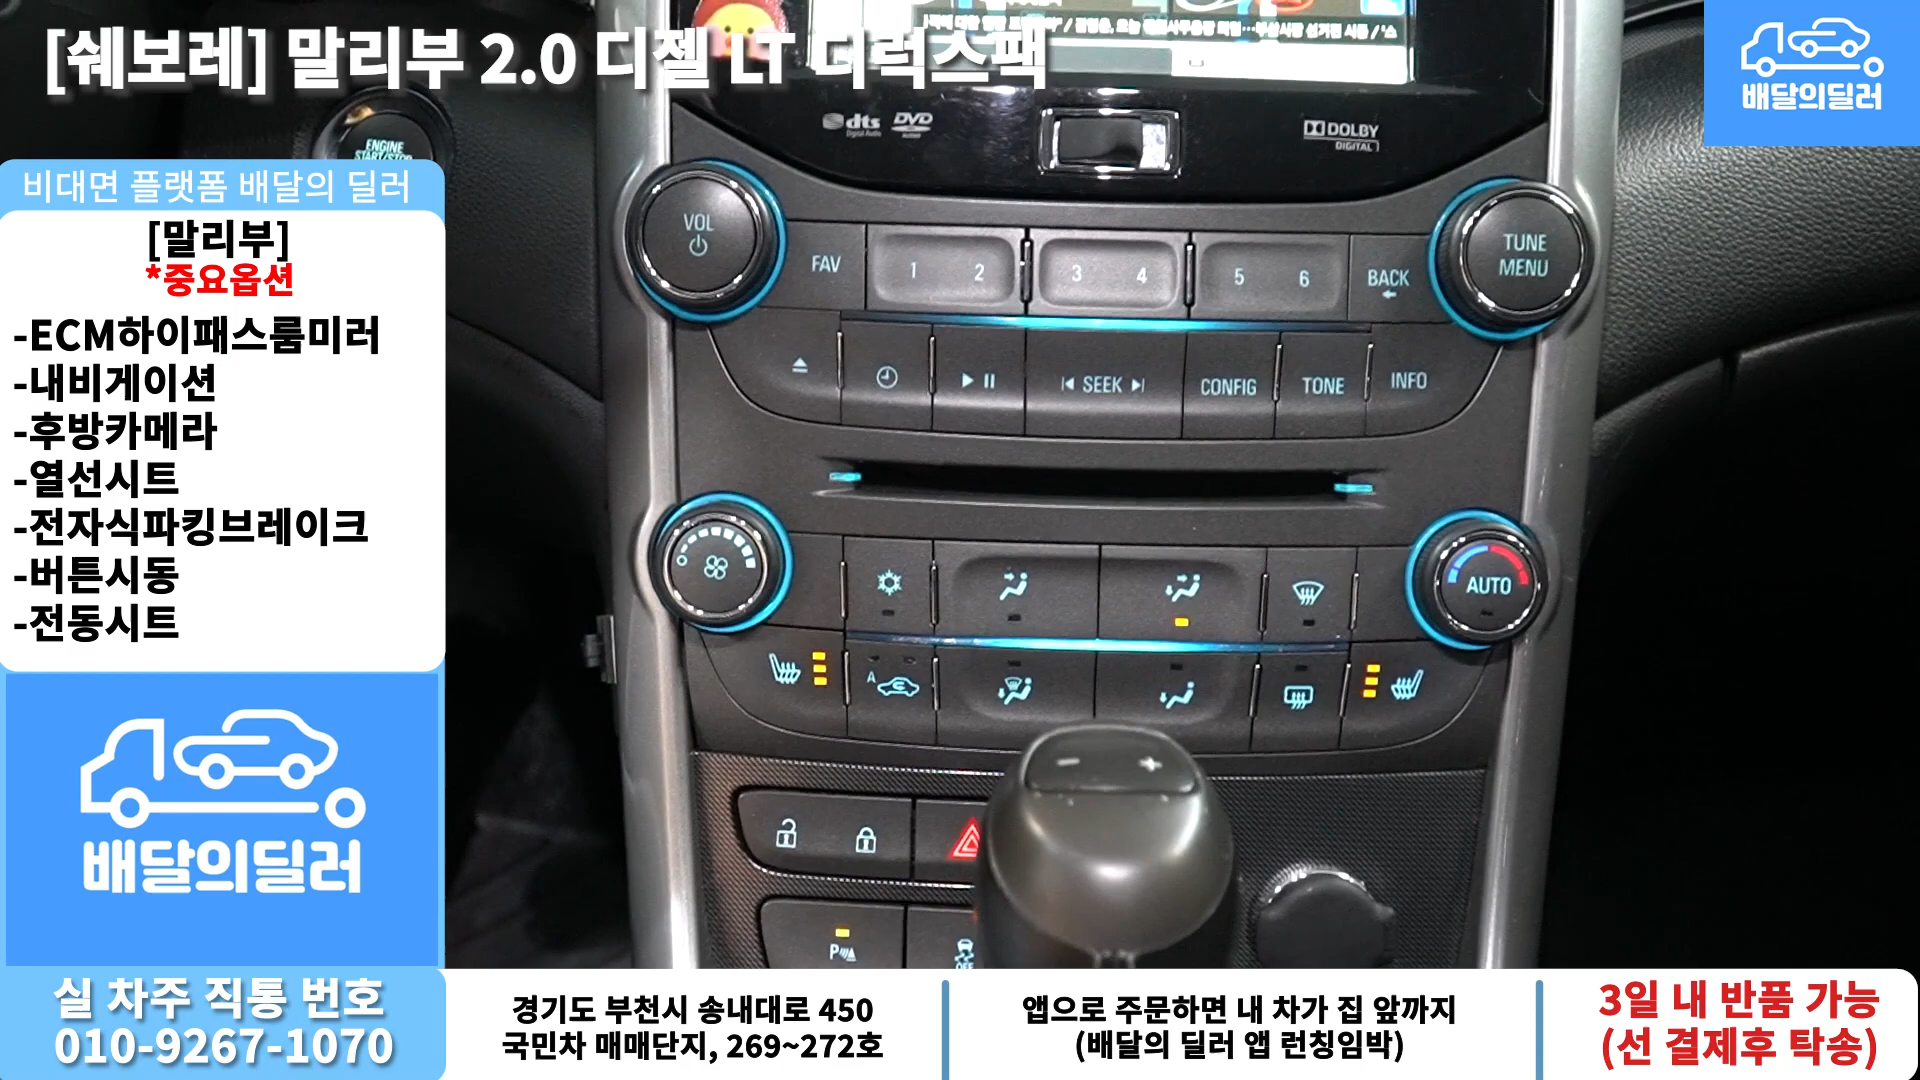 [쉐보레] 말리부 2.0 디젤 LT 디럭스팩
배달의딜러
dts
Digital Audio
DVD
DOLBY
DIGITAL
ENGINE
START/STOP
비대면 플랫폼 배달의 딜러
[말리부]
*중요옵션
-ECM하이패스룸미러
-내비게이션
-후방카메라
-열선시트
-전자식파킹브레이크
-버튼시동
-전동시트
배달의딜러
VOL
FAV
1 2
3 4
5 6
BACK
TUNE
MENU
SEEK
CONFIG
TONE
INFO
AUTO
A
- +
P
OFF
실 차주 직통 번호
010-9267-1070
경기도 부천시 송내대로 450
국민차 매매단지, 269~272호
앱으로 주문하면 내 차가 집 앞까지
(배달의 딜러 앱 런칭임박)
3일 내 반품 가능
(선 결제후 탁송)